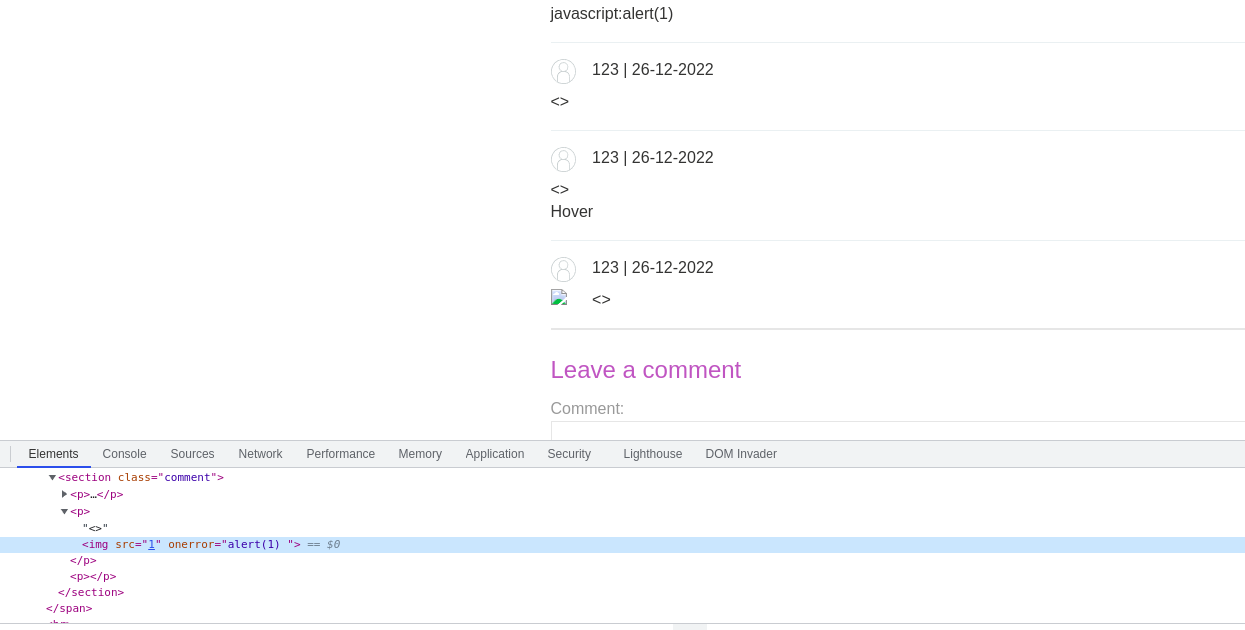 javascript:alert(1)
123 | 26-12-2022
<>
123 | 26-12-2022
<>
Hover
123 | 26-12-2022
<>
Leave a comment
Comment:
Elements Console Sources Network Performance Memory Application Security Lighthouse DOM Invader
<section class="comment">
<p>…</p>
<p>
"<>"
<img src="1" onerror="alert(1) "> == $0
</p>
<p></p>
</section>
</span>